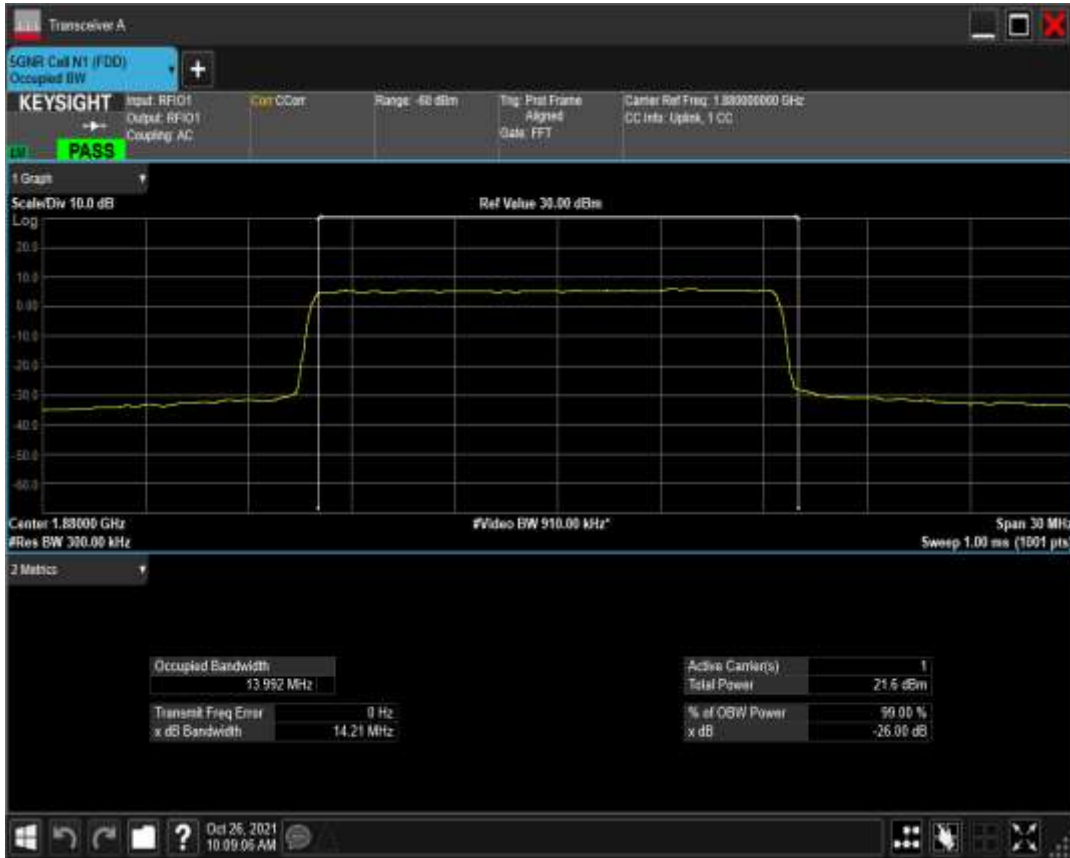 Transceiver A
5GNR Cell N1 (FDD)
Occupied BW
+
KEYSIGHT
PASS
Input: RFIO1
Output: RFIO1
Coupling: AC
Corr CCorr
Range: -60 dBm
Trig: Prot Frame
Aligned
Gate: FFT
Carrier Ref Freq: 1.880000000 GHz
CC Info: Uplink, 1 CC
1 Graph
Scale/Div 10.0 dB
Ref Value 30.00 dBm
Log
20.0
10.0
0.00
-10.0
-20.0
-30.0
-40.0
-50.0
-60.0
Center 1.88000 GHz
#Video BW 910.00 kHz*
Span 30 MHz
#Res BW 300.00 kHz
Sweep 1.00 ms (1001 pts)
2 Metrics
Occupied Bandwidth
13.992 MHz
Transmit Freq Error 0 Hz
x dB Bandwidth 14.21 MHz
Active Carrier(s) 1
Total Power 21.6 dBm
% of OBW Power 99.00 %
x dB -26.00 dB
?
Oct 26, 2021
10:09:06 AM